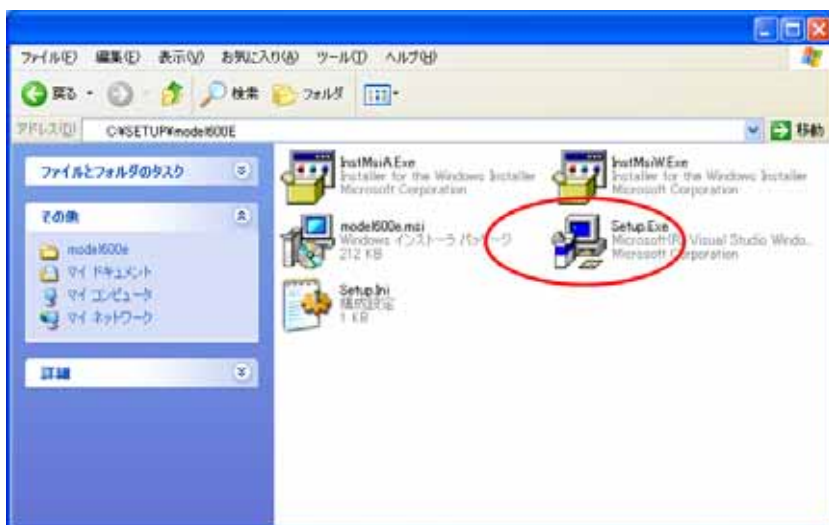 ファイル(F) 編集(E) 表示(V) お気に入り(A) ツール(T) ヘルプ(H)
戻る 検索 フォルダ
アドレス(D) C:¥SETUP¥model600E 移動
ファイルとフォルダのタスク
その他
model600e
マイ ドキュメント
マイ コンピュータ
マイ ネットワーク
詳細
InstMsiA.Exe
Installer for the Windows Installer
Microsoft Corporation
InstMsiW.Exe
Installer for the Windows Installer
Microsoft Corporation
model600e.msi
Windows インストーラ パッケージ
212 KB
Setup.Exe
Microsoft(R) Visual Studio Windo...
Microsoft Corporation
Setup.Ini
構成設定
1 KB